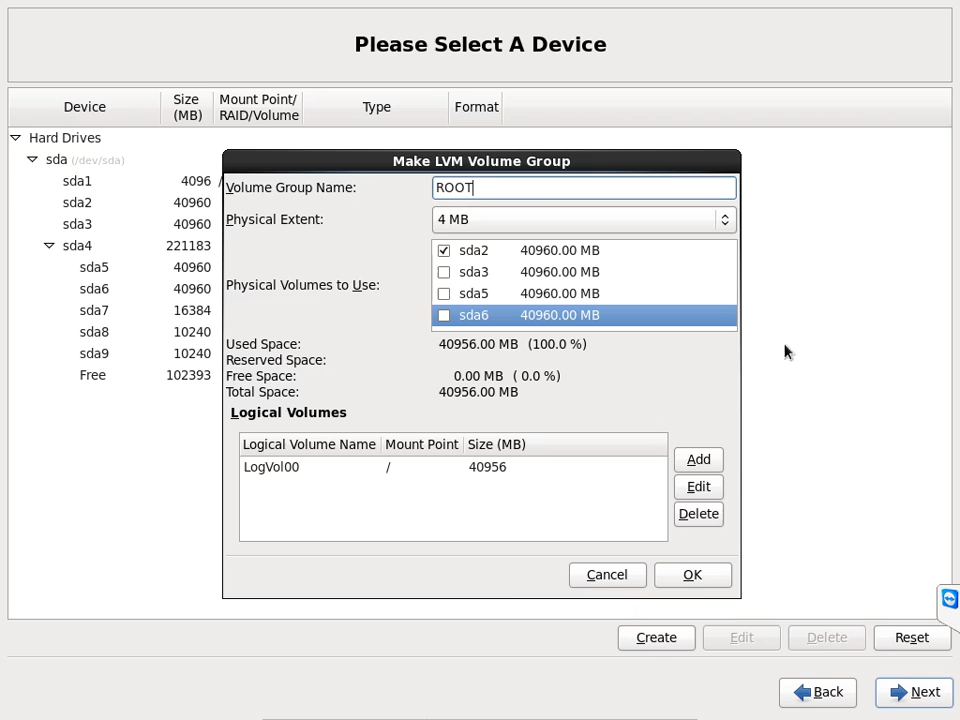 Please Select A Device
Device
Size (MB)
Mount Point/ RAID/Volume
Type
Format
Hard Drives
sda (/dev/sda)
sda1 4096 /
sda2 40960
sda3 40960
sda4 221183
sda5 40960
sda6 40960
sda7 16384
sda8 10240
sda9 10240
Free 102393
Make LVM Volume Group
Volume Group Name: ROOT
Physical Extent: 4 MB
Physical Volumes to Use:
sda2 40960.00 MB
sda3 40960.00 MB
sda5 40960.00 MB
sda6 40960.00 MB
Used Space: 40956.00 MB (100.0 %)
Reserved Space:
Free Space: 0.00 MB ( 0.0 %)
Total Space: 40956.00 MB
Logical Volumes
Logical Volume Name Mount Point Size (MB)
LogVol00 / 40956
Add
Edit
Delete
Cancel OK
Create Edit Delete Reset
Back Next